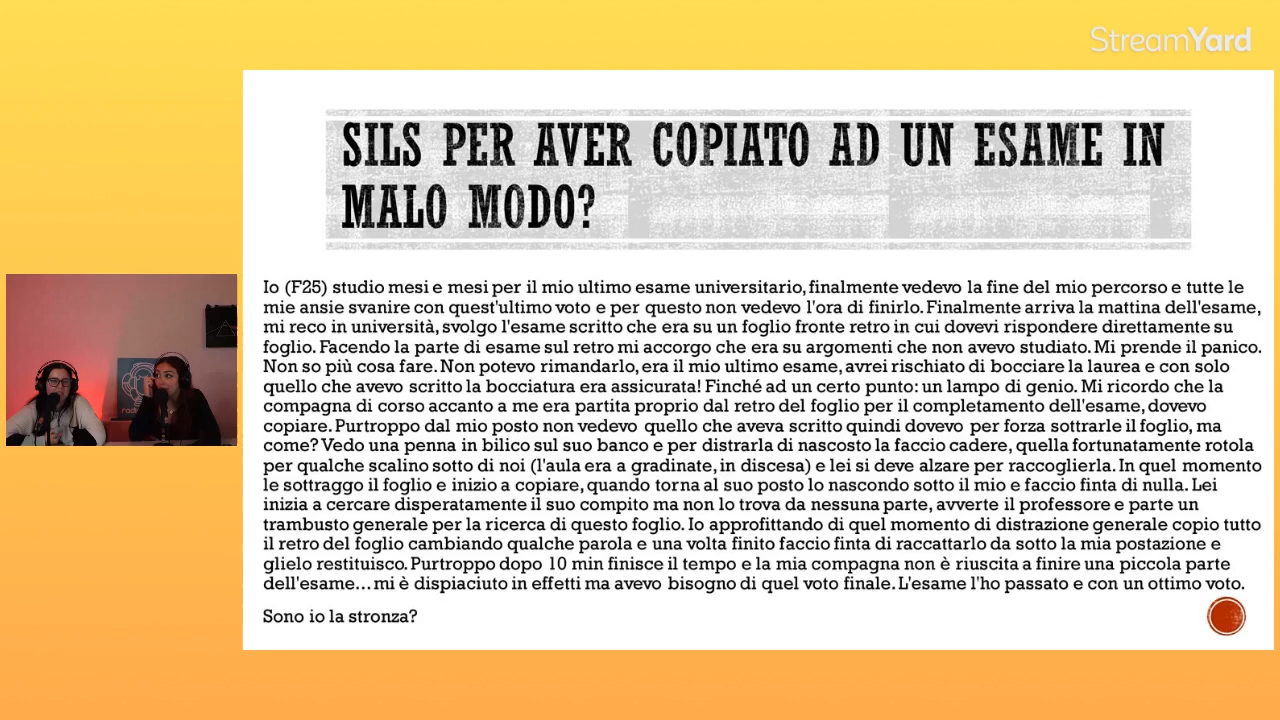 StreamYard
SILS PER AVER COPIATO AD UN ESAME IN
MALO MODO?
Io (F25) studio mesi e mesi per il mio ultimo esame universitario, finalmente vedevo la fine del mio percorso e tutte le
mie ansie svanire con quest'ultimo voto e per questo non vedevo l'ora di finirlo. Finalmente arriva la mattina dell'esame,
mi reco in università, svolgo l'esame scritto che era su un foglio fronte retro in cui dovevi rispondere direttamente su
foglio. Facendo la parte di esame sul retro mi accorgo che era su argomenti che non avevo studiato. Mi prende il panico.
Non so più cosa fare. Non potevo rimandarlo, era il mio ultimo esame, avrei rischiato di bocciare la laurea e con solo
quello che avevo scritto la bocciatura era assicurata! Finché ad un certo punto: un lampo di genio. Mi ricordo che la
compagna di corso accanto a me era partita proprio dal retro del foglio per il completamento dell'esame, dovevo
copiare. Purtroppo dal mio posto non vedevo quello che aveva scritto quindi dovevo per forza sottrarle il foglio, ma
come? Vedo una penna in bilico sul suo banco e per distrarla di nascosto la faccio cadere, quella fortunatamente rotola
per qualche scalino sotto di noi (l'aula era a gradinate, in discesa) e lei si deve alzare per raccoglierla. In quel momento
le sottraggo il foglio e inizio a copiare, quando torna al suo posto lo nascondo sotto il mio e faccio finta di nulla. Lei
inizia a cercare disperatamente il suo compito ma non lo trova da nessuna parte, avverte il professore e parte un
trambusto generale per la ricerca di questo foglio. Io approfittando di quel momento di distrazione generale copio tutto
il retro del foglio cambiando qualche parola e una volta finito faccio finta di raccattarlo da sotto la mia postazione e
glielo restituisco. Purtroppo dopo 10 min finisce il tempo e la mia compagna non è riuscita a finire una piccola parte
dell'esame… mi è dispiaciuto in effetti ma avevo bisogno di quel voto finale. L'esame l'ho passato e con un ottimo voto.
Sono io la stronza?